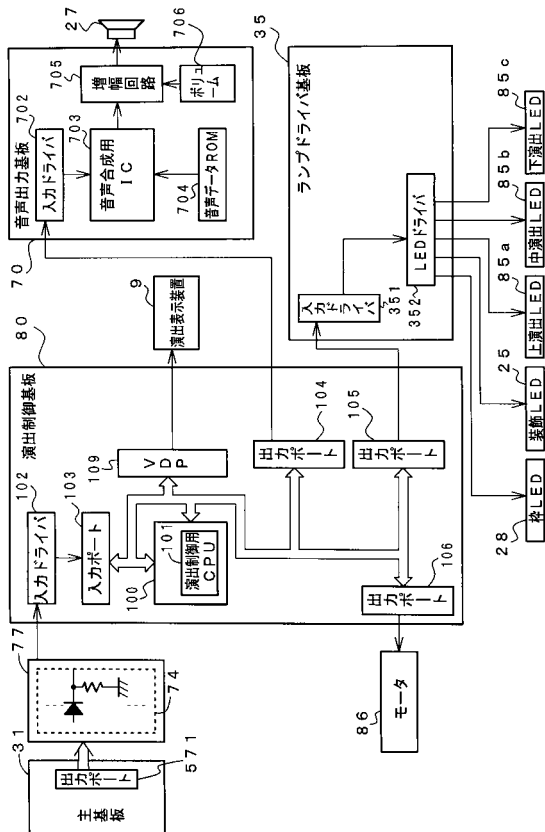 31
主基板
出力ポート
571
77
74
80
演出制御基板
102
入力ドライバ
103
入力ポート
109
VDP
100
101
演出制御用
CPU
104
出力ポート
105
出力ポート
106
出力ポート
86
モータ
9
演出表示装置
70
音声出力基板
702
入力ドライバ
703
音声合成用
IC
704
音声データROM
705
増幅回路
706
ボリューム
27
35
ランプドライバ基板
351
入力ドライバ
352
LEDドライバ
28
枠LED
25
装飾LED
85a
上演出LED
85b
中演出LED
85c
下演出LED